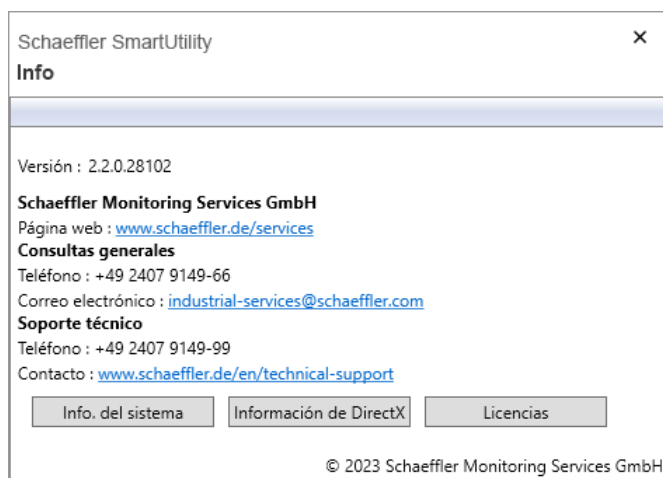 Schaeffler SmartUtility
Info
Versión : 2.2.0.28102
Schaeffler Monitoring Services GmbH
Página web : www.schaeffler.de/services
Consultas generales
Teléfono : +49 2407 9149-66
Correo electrónico : industrial-services@schaeffler.com
Soporte técnico
Teléfono : +49 2407 9149-99
Contacto : www.schaeffler.de/en/technical-support
Info. del sistema Información de DirectX Licencias
© 2023 Schaeffler Monitoring Services GmbH